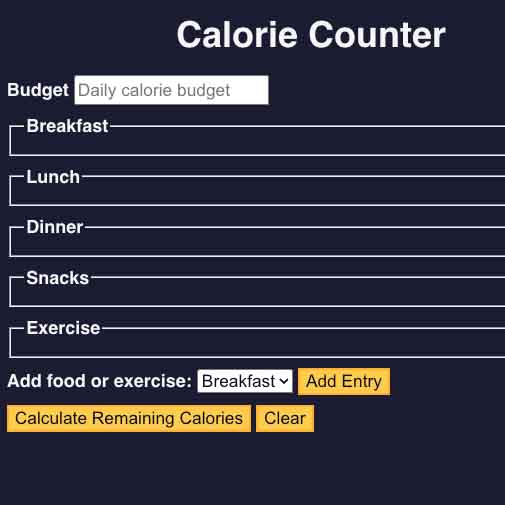 Calorie Counter
Budget Daily calorie budget
Breakfast
Lunch
Dinner
Snacks
Exercise
Add food or exercise: Breakfast Add Entry
Calculate Remaining Calories Clear